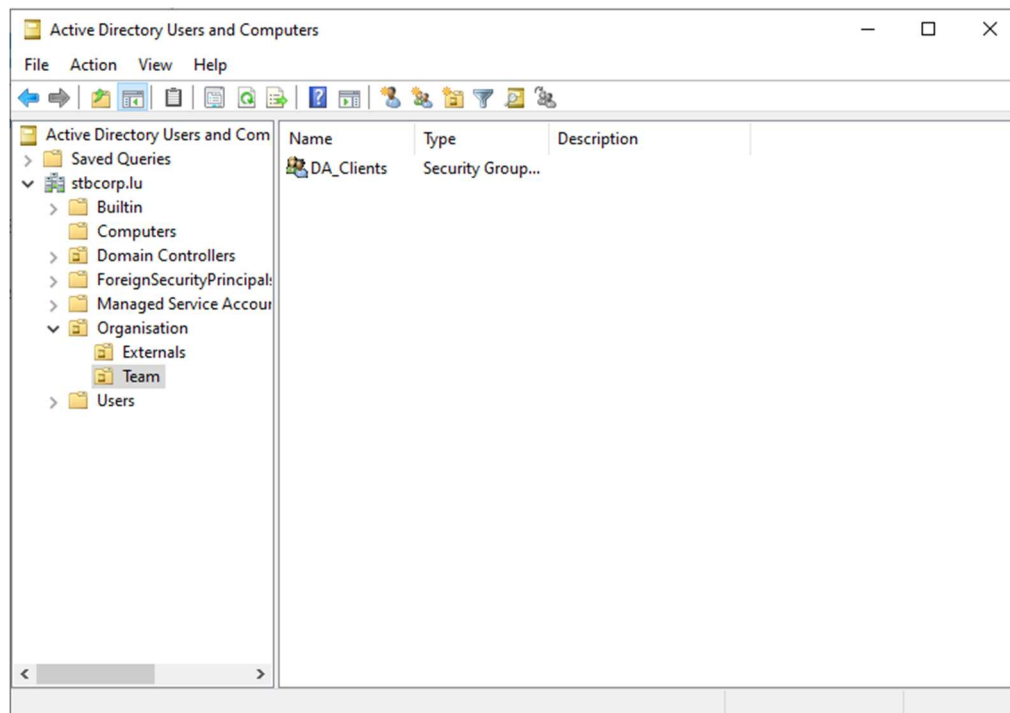 Active Directory Users and Computers
File Action View Help
Active Directory Users and Com
Saved Queries
stbcorp.lu
Builtin
Computers
Domain Controllers
ForeignSecurityPrincipals
Managed Service Accour
Organisation
Externals
Team
Users
Name Type Description
DA_Clients Security Group...